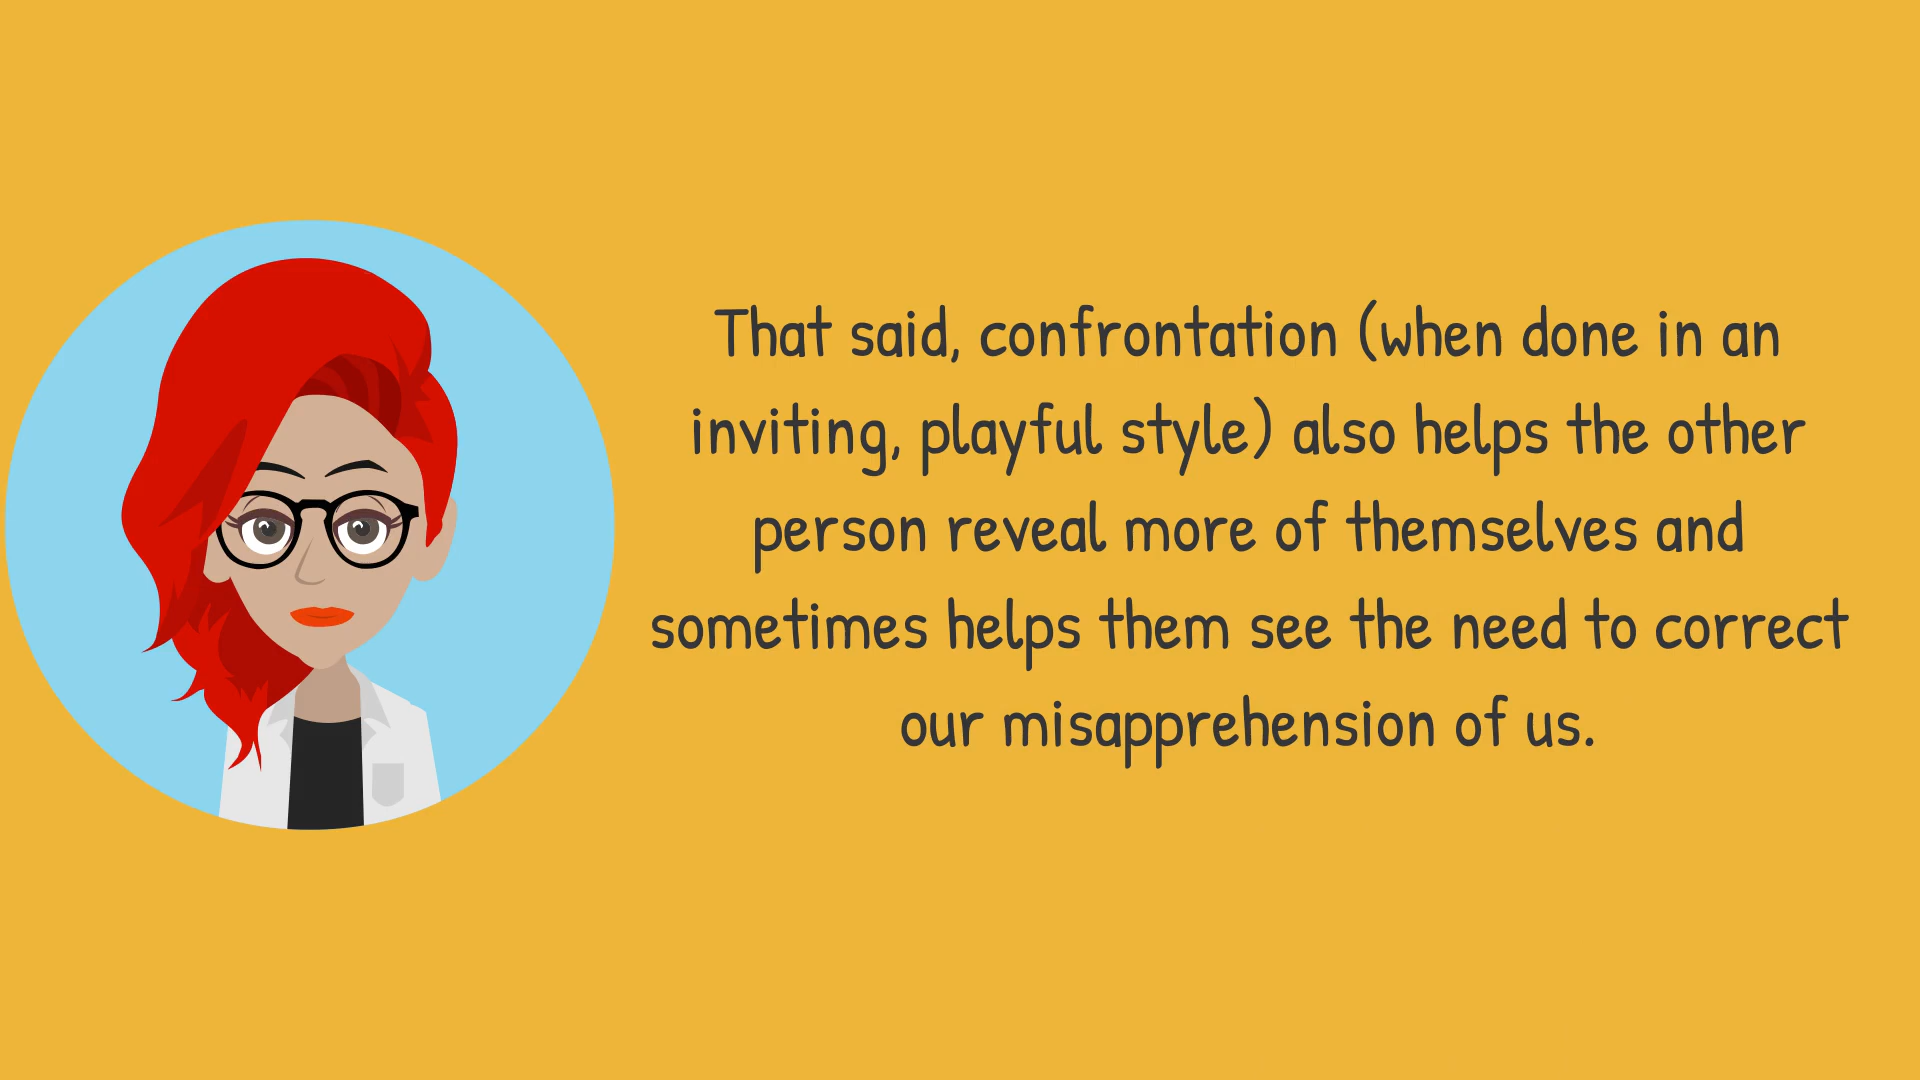 That said, confrontation (when done in an
inviting, playful style) also helps the other
person reveal more of themselves and
sometimes helps them see the need to correct
our misapprehension of us.